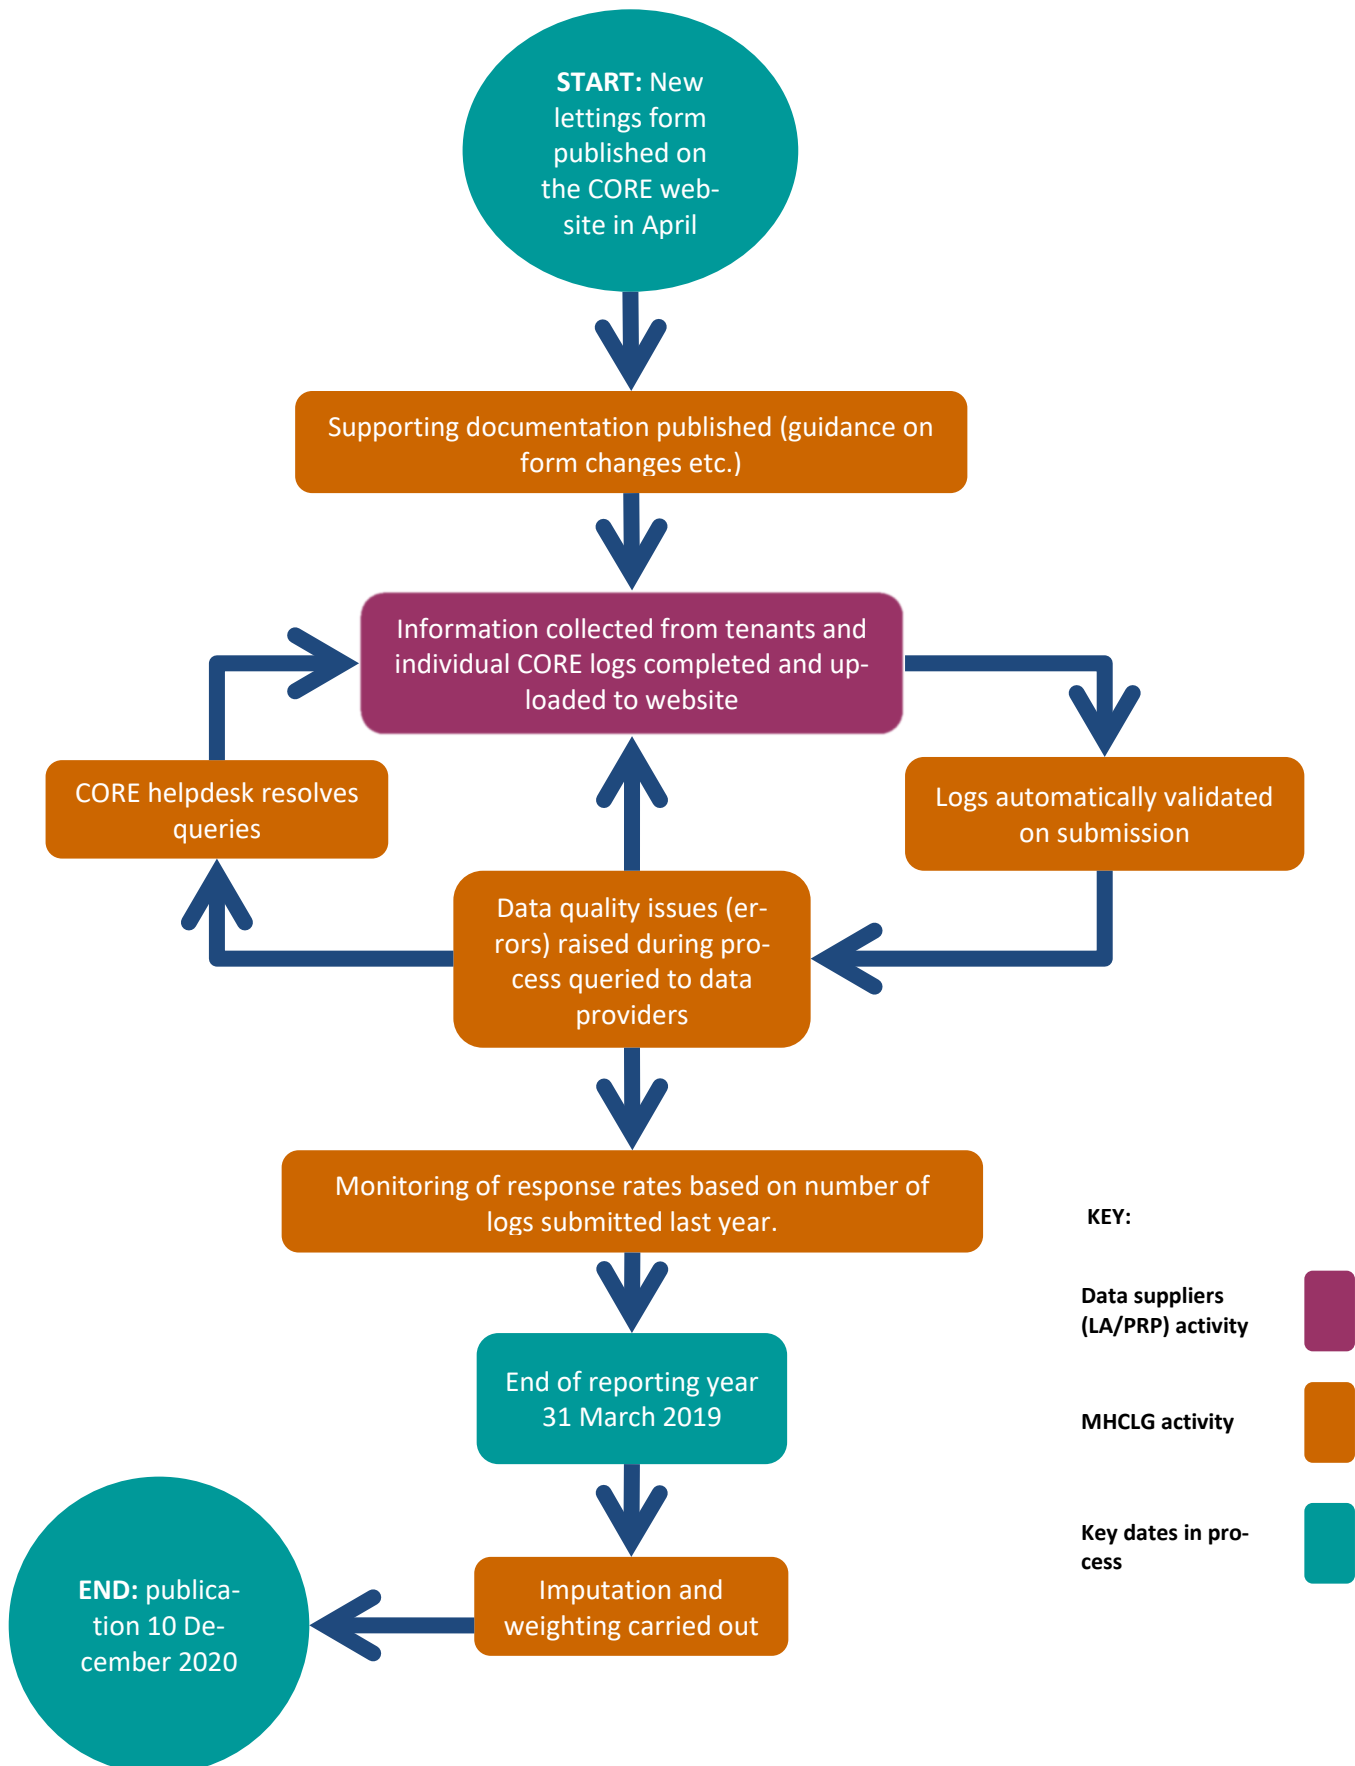 START: New
lettings form
published on
the CORE web-
site in April
Supporting documentation published (guidance on
form changes etc.)
Information collected from tenants and
individual CORE logs completed and up-
loaded to website
CORE helpdesk resolves
queries
Logs automatically validated
on submission
Data quality issues (er-
rors) raised during pro-
cess queried to data
providers
Monitoring of response rates based on number of
logs submitted last year.
KEY:
Data suppliers
(LA/PRP) activity
End of reporting year
31 March 2019
MHCLG activity
Key dates in pro-
cess
Imputation and
weighting carried out
END: publica-
tion 10 De-
cember 2020